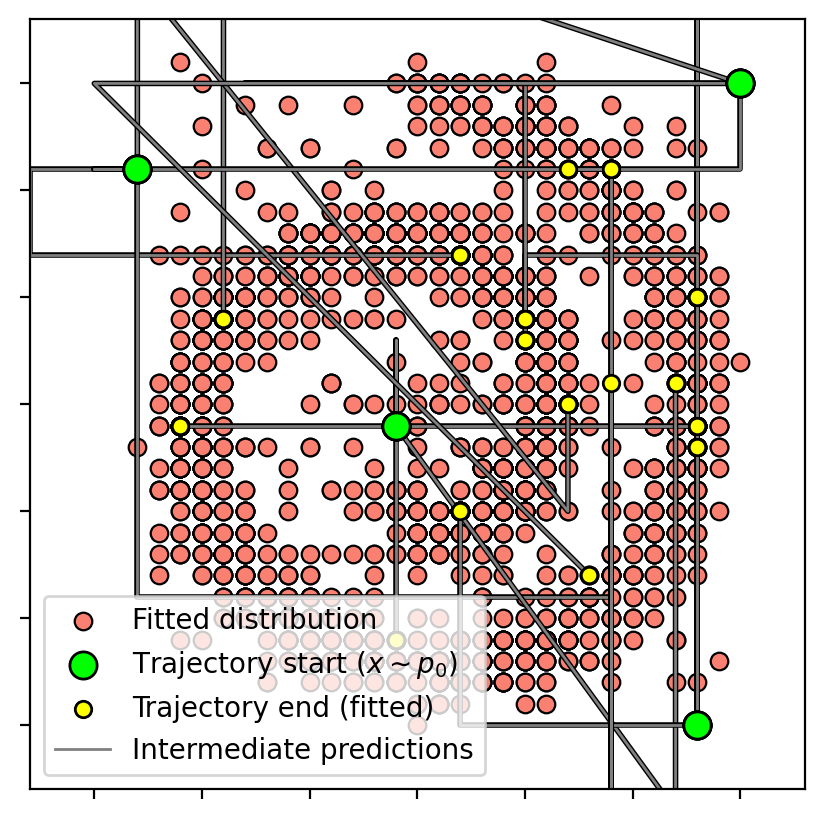 Fitted distribution
Trajectory start (x ~ p₀)
Trajectory end (fitted)
Intermediate predictions